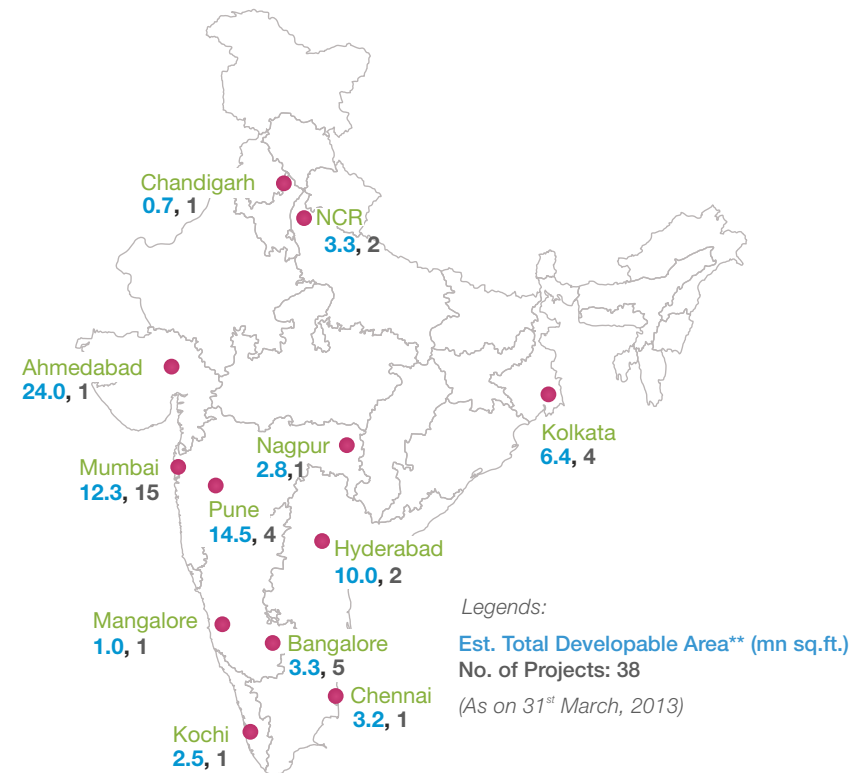 Chandigarh
0.7, 1
NCR
3.3, 2
Ahmedabad
24.0, 1
Kolkata
6.4, 4
Nagpur
2.8,1
Mumbai
12.3, 15
Pune
14.5, 4
Hyderabad
10.0, 2
Mangalore
1.0, 1
Bangalore
3.3, 5
Chennai
3.2, 1
Kochi
2.5, 1
Legends:
Est. Total Developable Area** (mn sq.ft.)
No. of Projects: 38
(As on 31st March, 2013)